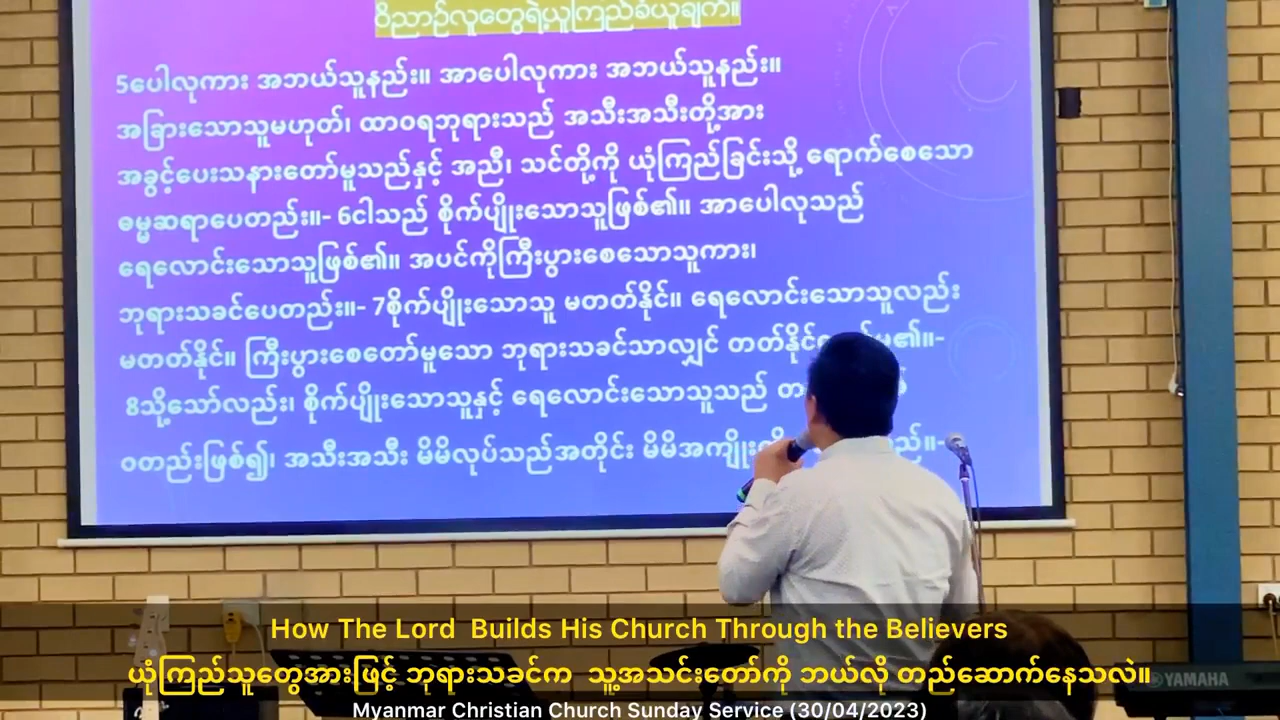 ဝိညာဉ်လူတွေရဲ့ယူကြည်ခံယူချက်။
5ပေါလုကား အဘယ်သူနည်း။ အာပေါလုကား အဘယ်သူနည်း။
အခြားသောသူမဟုတ်၊ ထာဝရဘုရားသည် အသီးအသီးတို့အား
အခွင့်ပေးသနားတော်မူသည်နှင့် အညီ၊ သင်တို့ကို ယုံကြည်ခြင်းသို့ ရောက်စေသော
ဓမ္မဆရာပေတည်း။- 6ငါသည် စိုက်ပျိုးသောသူဖြစ်၏။ အာပေါလုသည်
ရေလောင်းသောသူဖြစ်၏။ အပင်ကိုကြီးပွားစေသောသူကား၊
ဘုရားသခင်ပေတည်း။- 7စိုက်ပျိုးသောသူ မတတ်နိုင်။ ရေလောင်းသောသူလည်း
မတတ်နိုင်။ ကြီးပွားစေတော်မူသော ဘုရားသခင်သာလျှင် တတ်နိုင်
8သို့သော်လည်း၊ စိုက်ပျိုးသောသူနှင့် ရေလောင်းသောသူသည်
ဝတည်းဖြစ်၍၊ အသီးအသီး မိမိလုပ်သည်အတိုင်း
How The Lord Builds His Church Through the Believers
ယုံကြည်သူတွေအားဖြင့် ဘုရားသခင်က သူ့အသင်းတော်ကို ဘယ်လို တည်ဆောက်နေသလဲ။
YAMAHA
Myanmar Christian Church Sunday Service (30/04/2023)